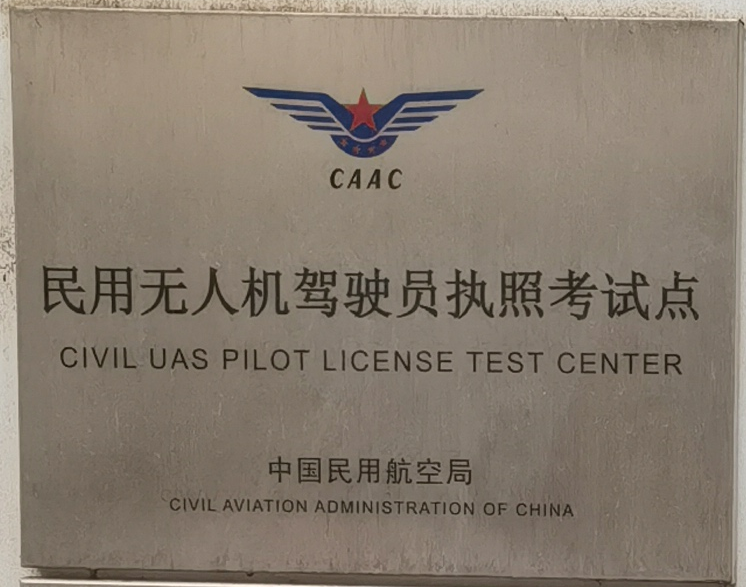 CAAC
民用无人机驾驶员执照考试点
CIVIL UAS PILOT LICENSE TEST CENTER
中国民用航空局
CIVIL AVIATION ADMINISTRATION OF CHINA